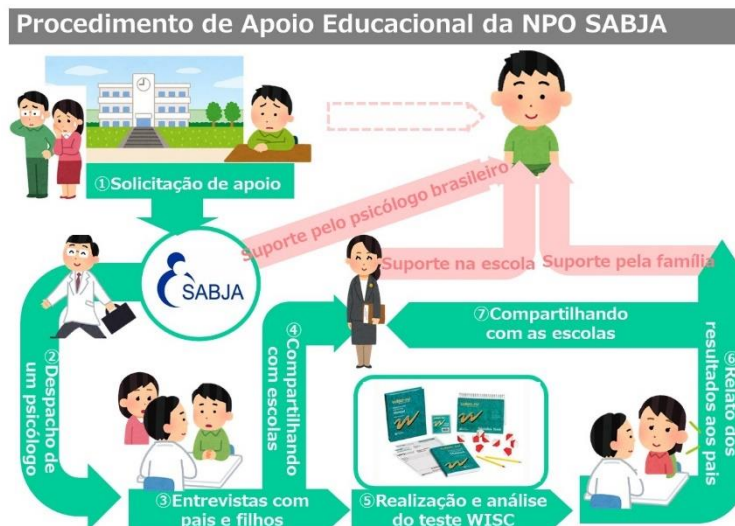 Procedimento de Apoio Educacional da NPO SABJA
①Solicitação de apoio
Suporte pelo psicólogo brasileiro
SABJA
Suporte na escola
Suporte pela família
②Despacho de
um psicólogo
④Compartilhando
com escolas
⑦Compartilhando
com as escolas
⑥Relato dos
resultados aos pais
③Entrevistas com
pais e filhos
⑤Realização e análise
do teste WISC